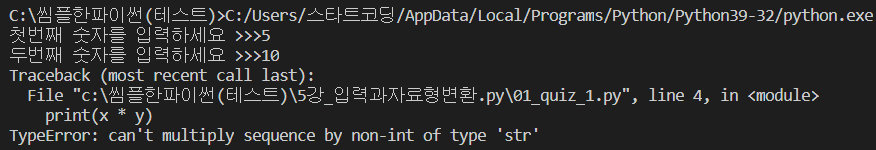 C:\씸플한파이썬(테스트)>C:/Users/스타트코딩/AppData/Local/Programs/Python/Python39-32/python.exe
첫번째 숫자를 입력하세요 >>>5
두번째 숫자를 입력하세요 >>>10
Traceback (most recent call last):
  File "c:\씸플한파이썬(테스트)\5강_입력과자료형변환.py\01_quiz_1.py", line 4, in <module>
    print(x * y)
TypeError: can't multiply sequence by non-int of type 'str'